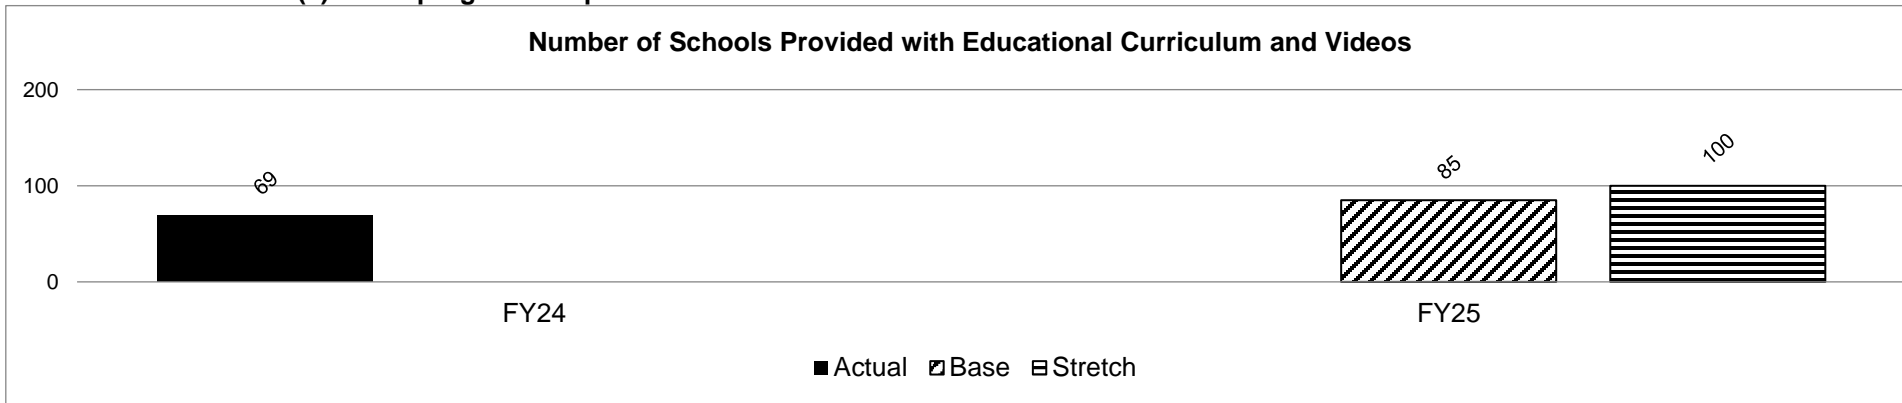 Number of Schools Provided with Educational Curriculum and Videos
200
100
0
69
85
100
FY24
FY25
Actual Base Stretch